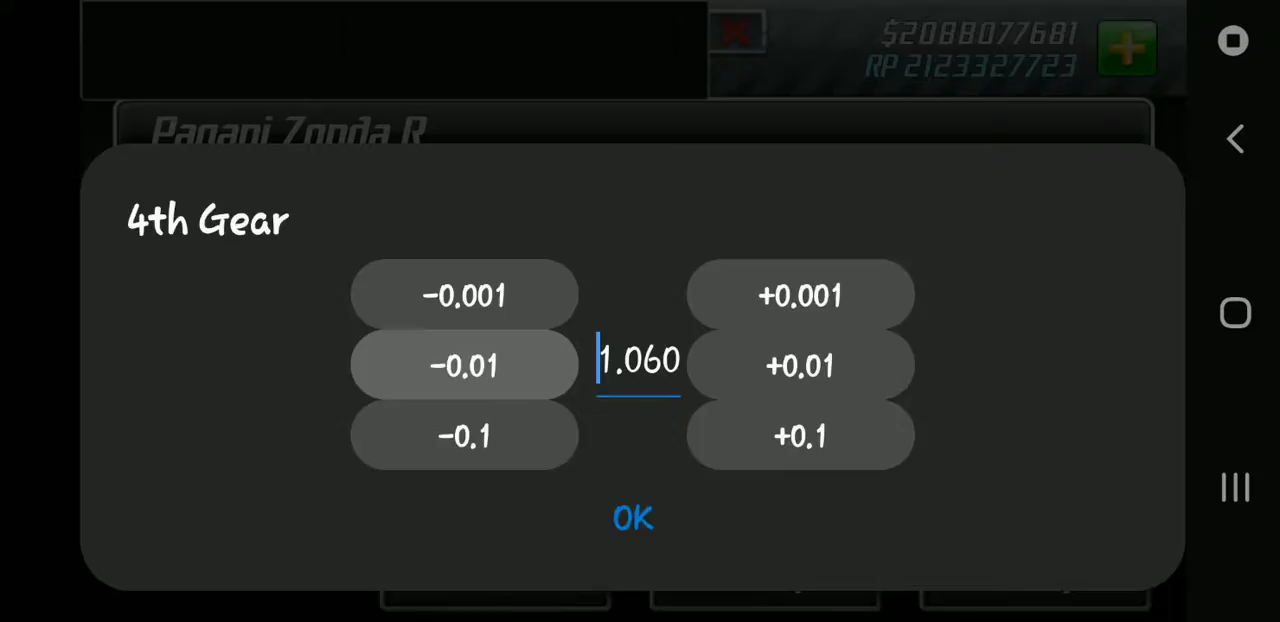 $2088077681
RP 2123327723
Pagani Zonda R
4th Gear
-0.001
+0.001
-0.01
1.060
+0.01
-0.1
+0.1
OK